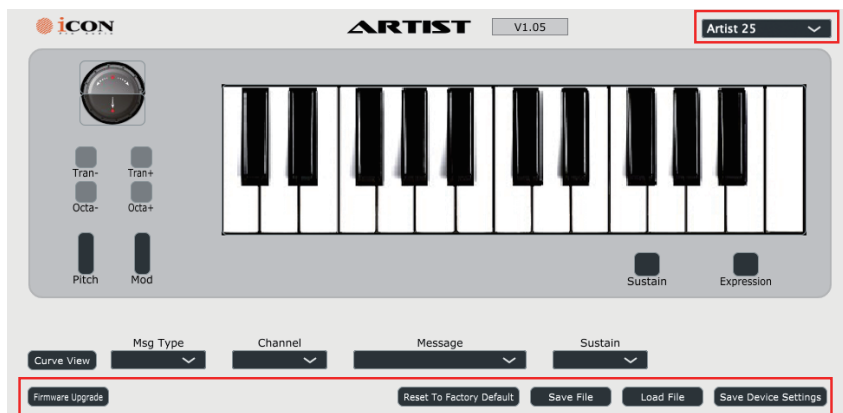 icon
ARTIST
V1.05
Artist 25
Tran-
Tran+
Octa-
Octa+
Pitch
Mod
Sustain
Expression
Msg Type
Channel
Message
Sustain
Curve View
Firmware Upgrade
Reset To Factory Default
Save File
Load File
Save Device Settings